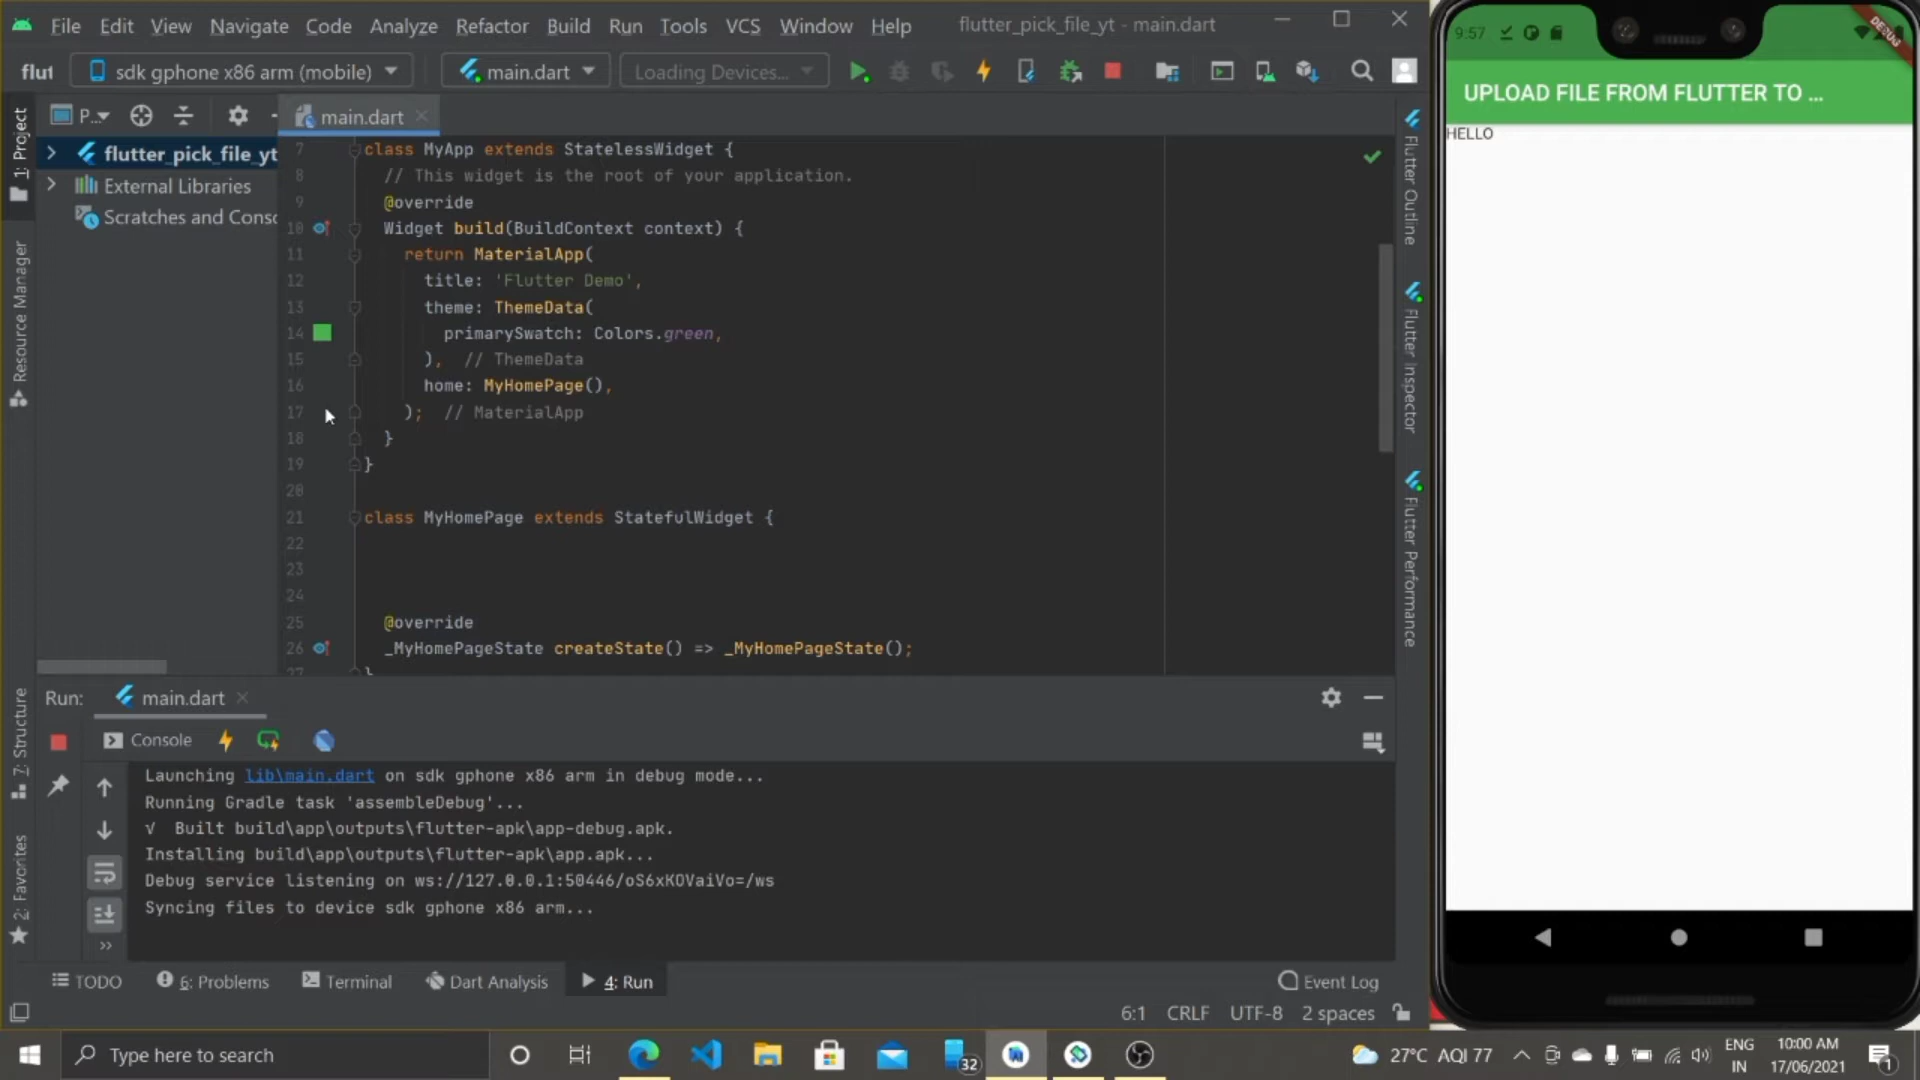 File Edit View Navigate Code Analyze Refactor Build Run Tools VCS Window Help flutter_pick_file_yt - main.dart
flut sdk gphone x86 arm (mobile) main.dart Loading Devices...
P... main.dart
flutter_pick_file_yt
External Libraries
Scratches and Conso
1: Project
Resource Manager
7: Structure
2: Favorites
7 class MyApp extends StatelessWidget {
8 // This widget is the root of your application.
9 @override
10 Widget build(BuildContext context) {
11 return MaterialApp(
12 title: 'Flutter Demo',
13 theme: ThemeData(
14 primarySwatch: Colors.green,
15 ), // ThemeData
16 home: MyHomePage(),
17 ); // MaterialApp
18 }
19 }
20
21 class MyHomePage extends StatefulWidget {
22
23
24
25 @override
26 _MyHomePageState createState() => _MyHomePageState();
27 }
Flutter Outline
Flutter Inspector
Flutter Performance
Run: main.dart
Console
Launching lib\main.dart on sdk gphone x86 arm in debug mode...
Running Gradle task 'assembleDebug'...
√ Built build\app\outputs\flutter-apk\app-debug.apk.
Installing build\app\outputs\flutter-apk\app.apk...
Debug service listening on ws://127.0.0.1:50446/oS6xKOVaiVo=/ws
Syncing files to device sdk gphone x86 arm...
TODO 6: Problems Terminal Dart Analysis 4: Run Event Log
6:1 CRLF UTF-8 2 spaces
9:57
DEBUG
UPLOAD FILE FROM FLUTTER TO ...
HELLO
Type here to search
32
27°C AQI 77
ENG
IN
10:00 AM
17/06/2021
1